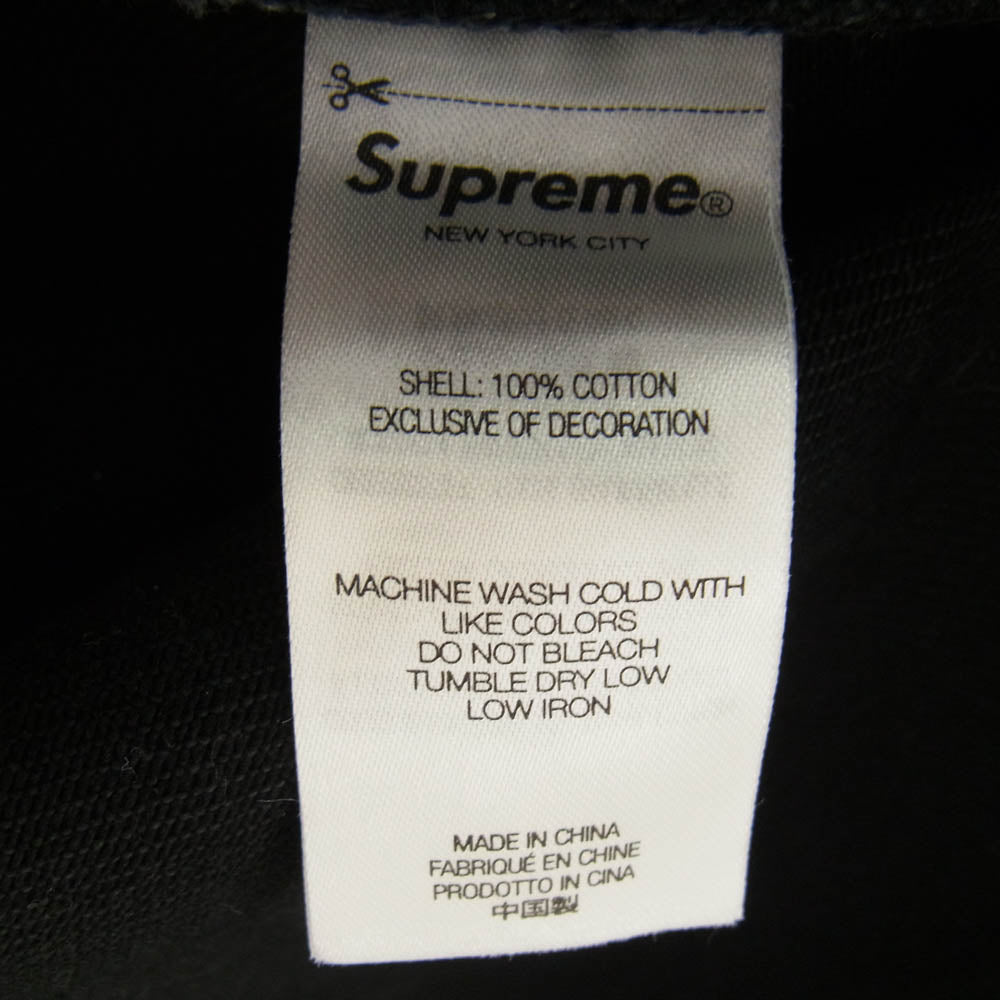 Supreme®
NEW YORK CITY
SHELL: 100% COTTON
EXCLUSIVE OF DECORATION
MACHINE WASH COLD WITH
LIKE COLORS
DO NOT BLEACH
TUMBLE DRY LOW
LOW IRON
MADE IN CHINA
FABRIQUÉ EN CHINE
PRODOTTO IN CINA
中国製